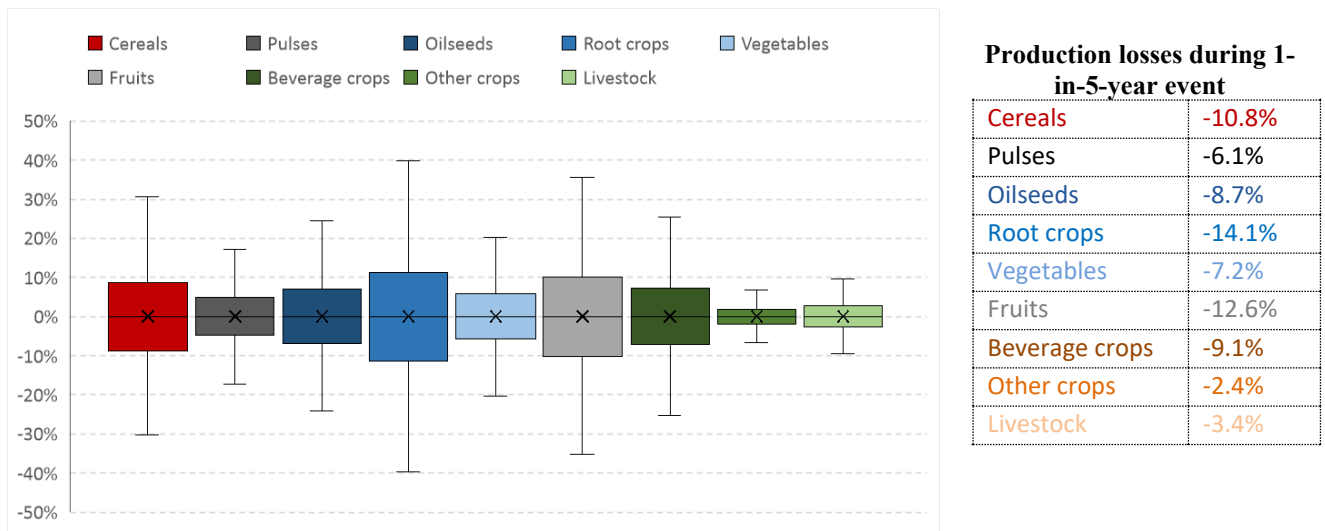 Cereals Pulses Oilseeds Root crops Vegetables
Fruits Beverage crops Other crops Livestock
50%
40%
30%
20%
10%
0%
-10%
-20%
-30%
-40%
-50%
Production losses during 1-
in-5-year event
Cereals -10.8%
Pulses -6.1%
Oilseeds -8.7%
Root crops -14.1%
Vegetables -7.2%
Fruits -12.6%
Beverage crops -9.1%
Other crops -2.4%
Livestock -3.4%